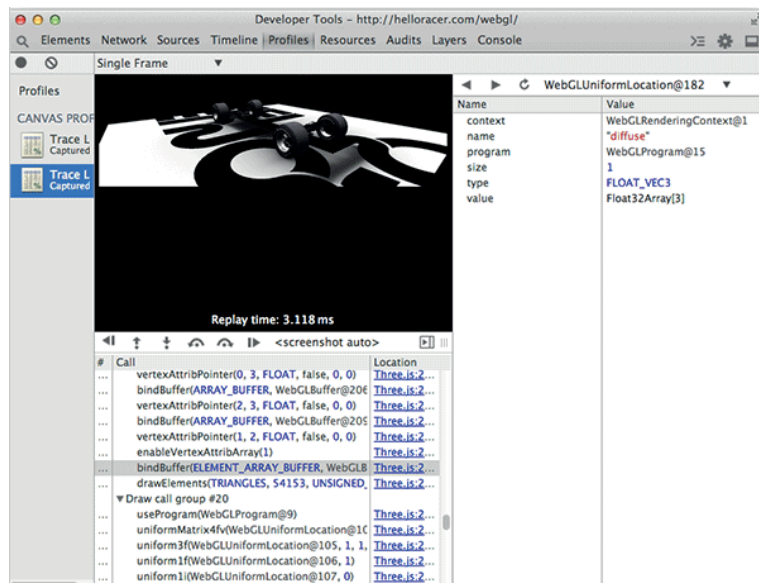 Developer Tools - http://helloracer.com/webgl/
Elements Network Sources Timeline Profiles Resources Audits Layers Console
Single Frame ▼
Profiles
CANVAS PROF
Trace L
Captured
Trace L
Captured
Replay time: 3.118 ms
<screenshot auto>
# Call Location
... vertexAttribPointer(0, 3, FLOAT, false, 0, 0) Three.js:2...
... bindBuffer(ARRAY_BUFFER, WebGLBuffer@206 Three.js:2...
... vertexAttribPointer(2, 3, FLOAT, false, 0, 0) Three.js:2...
... bindBuffer(ARRAY_BUFFER, WebGLBuffer@209 Three.js:2...
... vertexAttribPointer(1, 2, FLOAT, false, 0, 0) Three.js:2...
... enableVertexAttribArray(1) Three.js:2...
... bindBuffer(ELEMENT_ARRAY_BUFFER, WebGLB Three.js:2...
... drawElements(TRIANGLES, 54153, UNSIGNED_ Three.js:2...
▼Draw call group #20
... useProgram(WebGLProgram@9) Three.js:2...
... uniformMatrix4fv(WebGLUniformLocation@10 Three.js:2...
... uniform3f(WebGLUniformLocation@105, 1, 1, Three.js:2...
... uniform1f(WebGLUniformLocation@106, 1) Three.js:2...
... uniform1i(WebGLUniformLocation@107, 0) Three.js:2...
WebGLUniformLocation@182 ▼
Name Value
context WebGLRenderingContext@1
name "diffuse"
program WebGLProgram@15
size 1
type FLOAT_VEC3
value Float32Array[3]